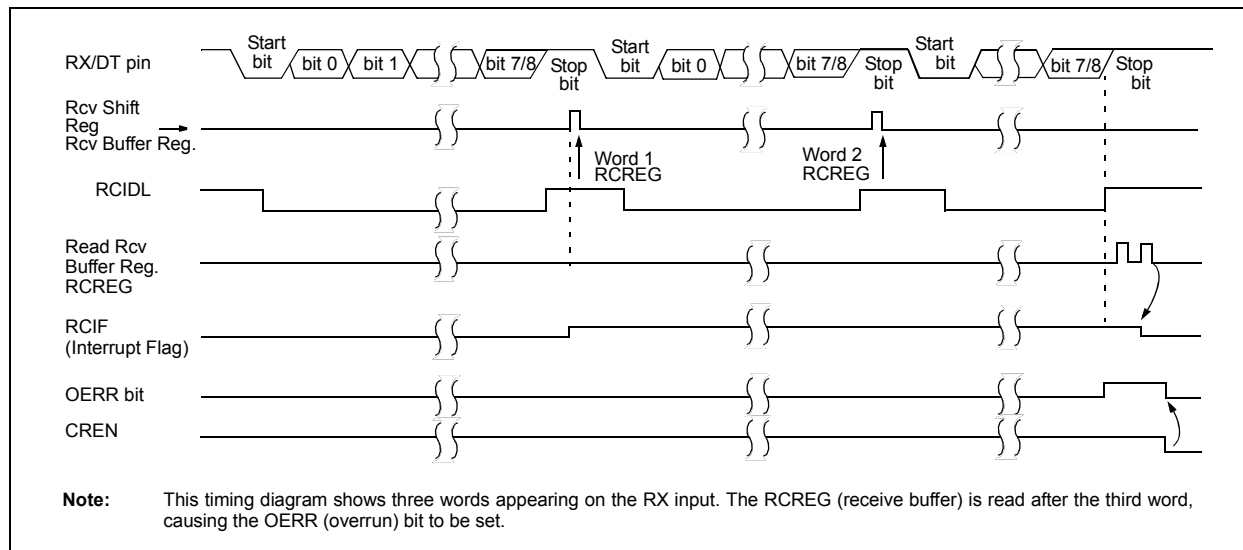 RX/DT pin
Start
bit
bit 0
bit 1
bit 7/8
Stop
bit
Start
bit
bit 0
bit 7/8
Stop
bit
Start
bit
bit 7/8
Stop
bit
Rcv Shift
Reg
Rcv Buffer Reg.
Word 1
RCREG
Word 2
RCREG
RCIDL
Read Rcv
Buffer Reg.
RCREG
RCIF
(Interrupt Flag)
OERR bit
CREN
Note: This timing diagram shows three words appearing on the RX input. The RCREG (receive buffer) is read after the third word,
causing the OERR (overrun) bit to be set.